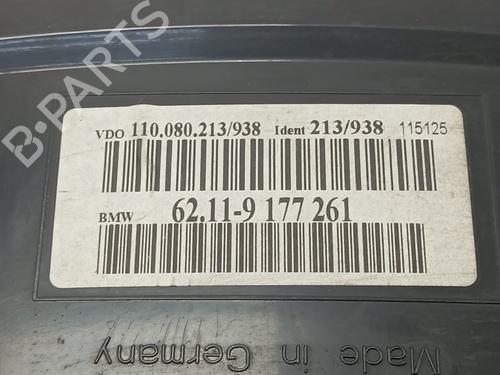 B-PARTS
VDO 110.080.213/938 Ident 213/938 115125
BMW 62.11-9 177 261
Made in Germany